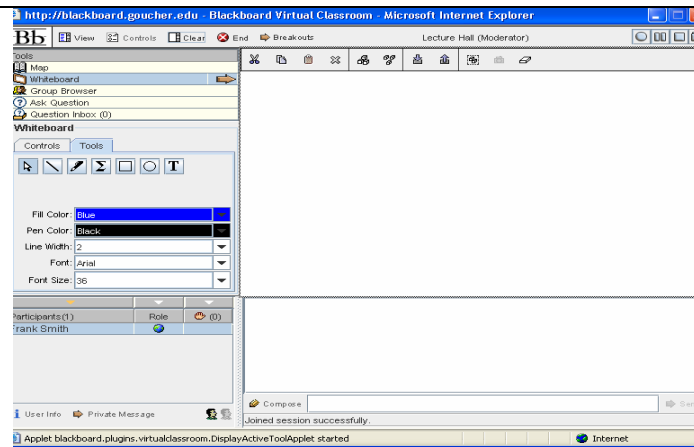 http://blackboard.goucher.edu - Blackboard Virtual Classroom - Microsoft Internet Explorer
Bb View Controls Clear End Breakouts Lecture Hall (Moderator)
Tools
Map
Whiteboard
Group Browser
Ask Question
Question Inbox (0)
Whiteboard
Controls Tools
Σ T
Fill Color: Blue
Pen Color: Black
Line Width: 2
Font: Arial
Font Size: 36
Participants(1) Role (0)
Frank Smith
Compose
User Info Private Message
Joined session successfully.
Applet blackboard.plugins.virtualclassroom.DisplayActiveToolApplet started Internet